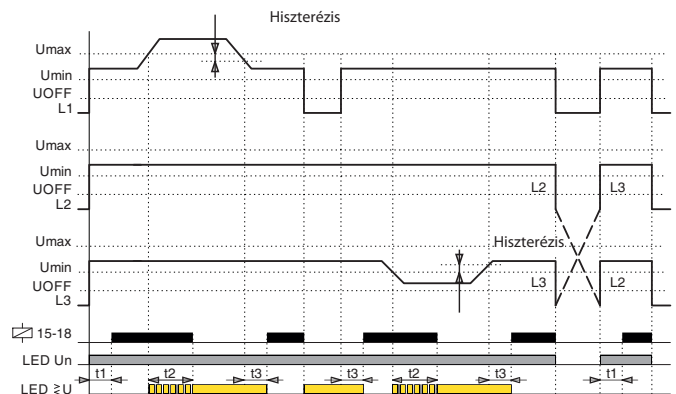 Hiszterézis
Umax
Umin
UOFF
L1
Umax
Umin
UOFF
L2
L2
L3
Umax
Hiszterézis
Umin
UOFF
L3
L3
L2
15-18
LED Un
t1
t2
t3
t3
t2
t3
t1
LED ≷U